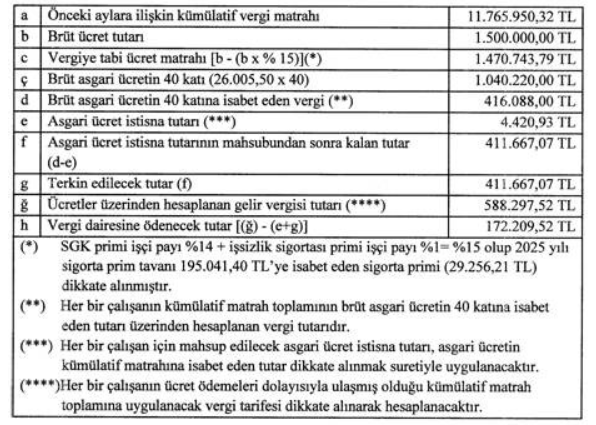 a Önceki aylara ilişkin kümülatif vergi matrahı 11.765.950,32 TL
b Brüt ücret tutarı 1.500.000,00 TL
c Vergiye tabi ücret matrahı [b - (b x % 15)](*) 1.470.743,79 TL
ç Brüt asgari ücretin 40 katı (26.005,50 x 40) 1.040.220,00 TL
d Brüt asgari ücretin 40 katına isabet eden vergi (**) 416.088,00 TL
e Asgari ücret istisna tutarı (***) 4.420,93 TL
f Asgari ücret istisna tutarının mahsubundan sonra kalan tutar 411.667,07 TL
(d-e)
g Terkin edilecek tutar (f) 411.667,07 TL
ğ Ücretler üzerinden hesaplanan gelir vergisi tutarı (****) 588.297,52 TL
h Vergi dairesine ödenecek tutar [(ğ) - (e+g)] 172.209,52 TL
(*) SGK primi işçi payı %14 + işsizlik sigortası primi işçi payı %1= %15 olup 2025 yılı
sigorta prim tavanı 195.041,40 TL’ye isabet eden sigorta primi (29.256,21 TL)
dikkate alınmıştır.
(**) Her bir çalışanın kümülatif matrah toplamının brüt asgari ücretin 40 katına isabet
eden tutarı üzerinden hesaplanan vergi tutarıdır.
(***) Her bir çalışan için mahsup edilecek asgari ücret istisna tutarı, asgari ücretin
kümülatif matrahına isabet eden tutar dikkate alınmak suretiyle uygulanacaktır.
(****)Her bir çalışanın ücret ödemeleri dolayısıyla ulaşmış olduğu kümülatif matrah
toplamına uygulanacak vergi tarifesi dikkate alınarak hesaplanacaktır.